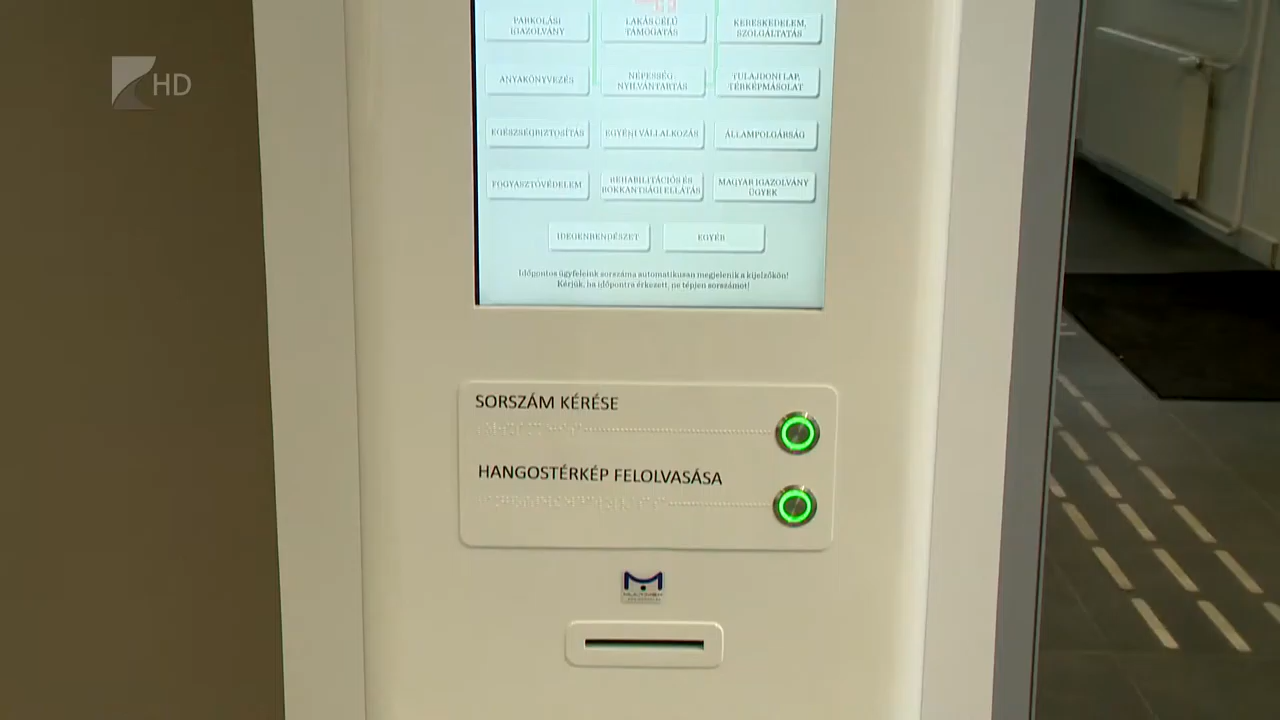 HD
PARKOLÁSI
IGAZOLVÁNY
LAKÁSCÉLÚ
TÁMOGATÁS
KERESKEDELEM,
SZOLGÁLTATÁS
ANYAKÖNYVEZÉS
NÉPESSÉG-
NYILVÁNTARTÁS
TULAJDONI LAP,
TÉRKÉPMÁSOLAT
EGÉSZSÉGBIZTOSÍTÁS
EGYÉNI VÁLLALKOZÁS
ÁLLAMPOLGÁRSÁG
FOGYASZTÓVÉDELEM
REHABILITÁCIÓS ÉS
ROKKANTSÁGI ELLÁTÁS
MAGYAR IGAZOLVÁNY
ÜGYEK
IDEGENRENDÉSZET
EGYÉB
Időpontos ügyfeleink sorszáma automatikusan megjelenik a kijelzőkön!
Kérjük, ha időpontra érkezett, ne tépjen sorszámot!
SORSZÁM KÉRÉSE
HANGOSTÉRKÉP FELOLVASÁSA